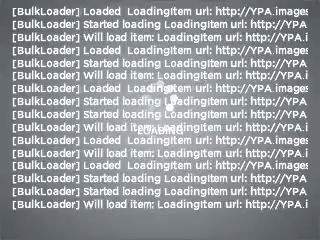 [BulkLoader] Loaded  LoadingItem url: http://YPA.images
[BulkLoader] Started loading LoadingItem url: http://YPA
[BulkLoader] Will load item: LoadingItem url: http://YPA.i
[BulkLoader] Loaded  LoadingItem url: http://YPA.images
[BulkLoader] Started loading LoadingItem url: http://YPA
[BulkLoader] Will load item: LoadingItem url: http://YPA.i
[BulkLoader] Loaded  LoadingItem url: http://YPA.images
[BulkLoader] Started loading LoadingItem url: http://YPA
[BulkLoader] Started loading LoadingItem url: http://YPA
[BulkLoader] Will load item: LoadingItem url: http://YPA.i
LOADING
[BulkLoader] Loaded  LoadingItem url: http://YPA.images
[BulkLoader] Will load item: LoadingItem url: http://YPA.i
[BulkLoader] Loaded  LoadingItem url: http://YPA.images
[BulkLoader] Started loading LoadingItem url: http://YPA
[BulkLoader] Started loading LoadingItem url: http://YPA
[BulkLoader] Will load item: LoadingItem url: http://YPA.i